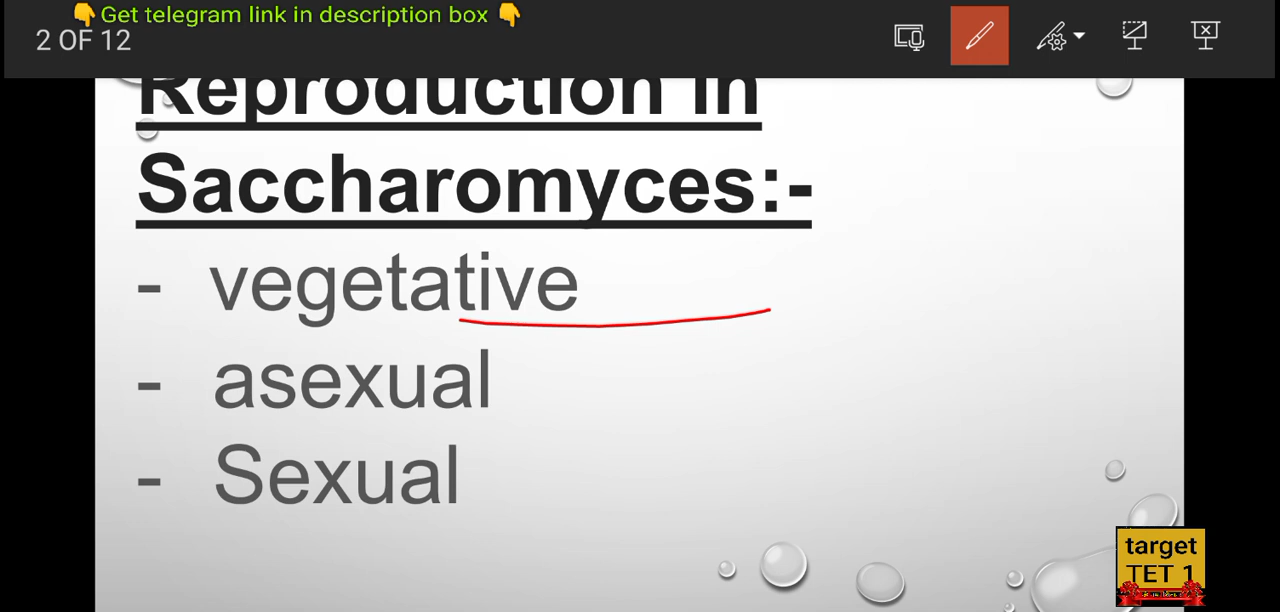 👇Get telegram link in description box 👇
2 OF 12
Reproduction in
Saccharomyces:-
- vegetative
- asexual
- Sexual
target
TET 1